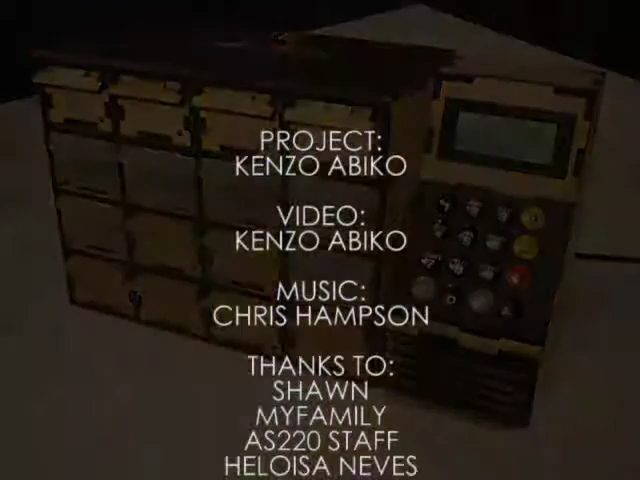 PROJECT:
KENZO ABIKO
VIDEO:
KENZO ABIKO
MUSIC:
CHRIS HAMPSON
THANKS TO:
SHAWN
MYFAMILY
AS220 STAFF
HELOISA NEVES